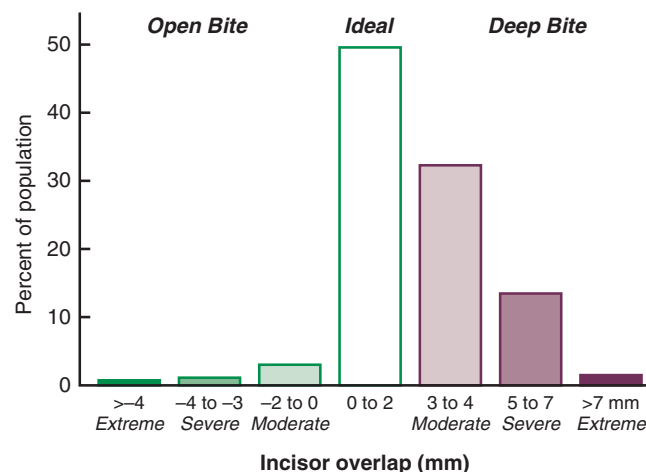 Open Bite Ideal Deep Bite
Percent of population
50
40
30
20
10
0
>–4 –4 to –3 –2 to 0 0 to 2 3 to 4 5 to 7 >7 mm
Extreme Severe Moderate Moderate Severe Extreme
Incisor overlap (mm)